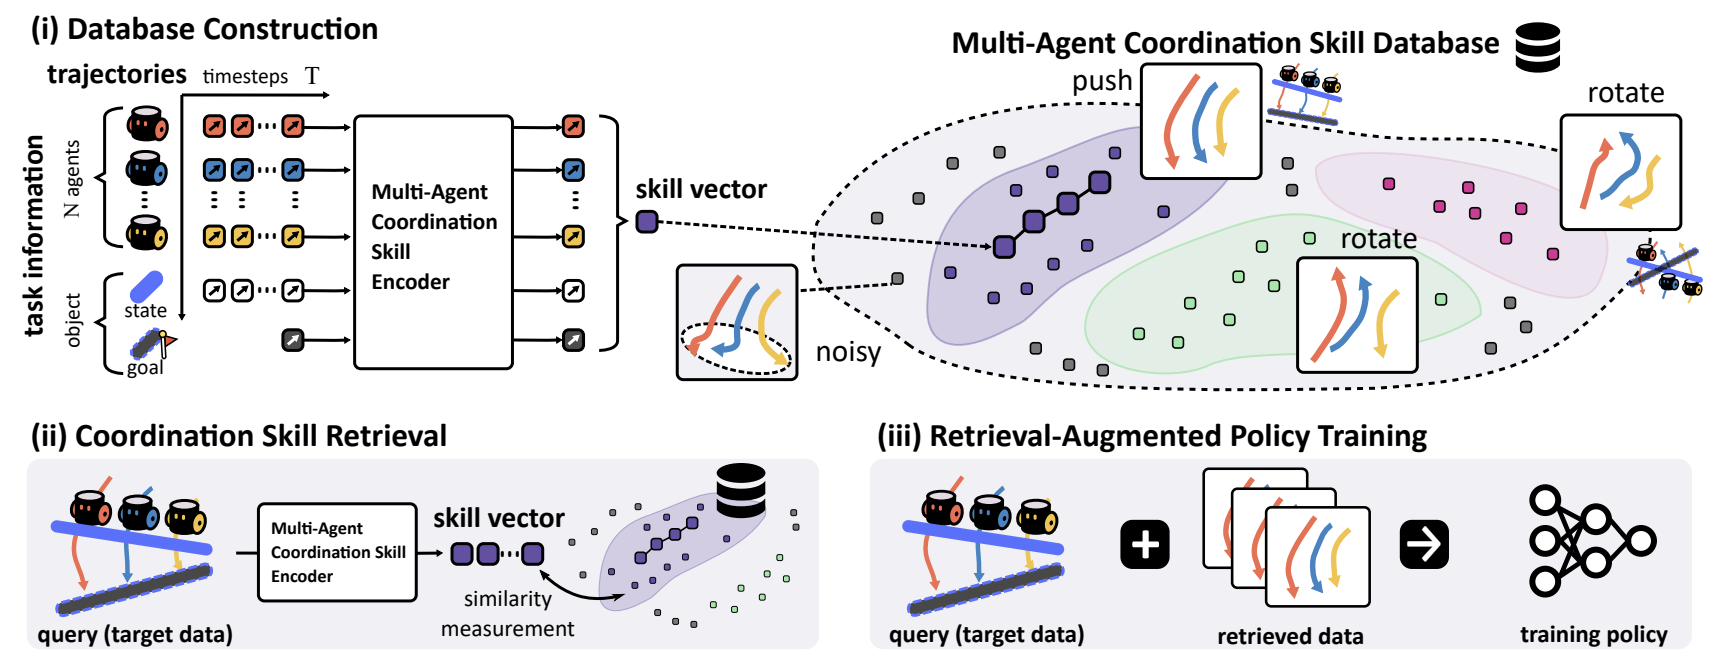 (i) Database Construction
trajectories timesteps T
task information
N agents
object
state
goal
Multi-Agent
Coordination
Skill
Encoder
skill vector
Multi-Agent Coordination Skill Database
push
rotate
rotate
noisy
(ii) Coordination Skill Retrieval
query (target data)
Multi-Agent
Coordination Skill
Encoder
skill vector
similarity
measurement
(iii) Retrieval-Augmented Policy Training
query (target data)
retrieved data
training policy